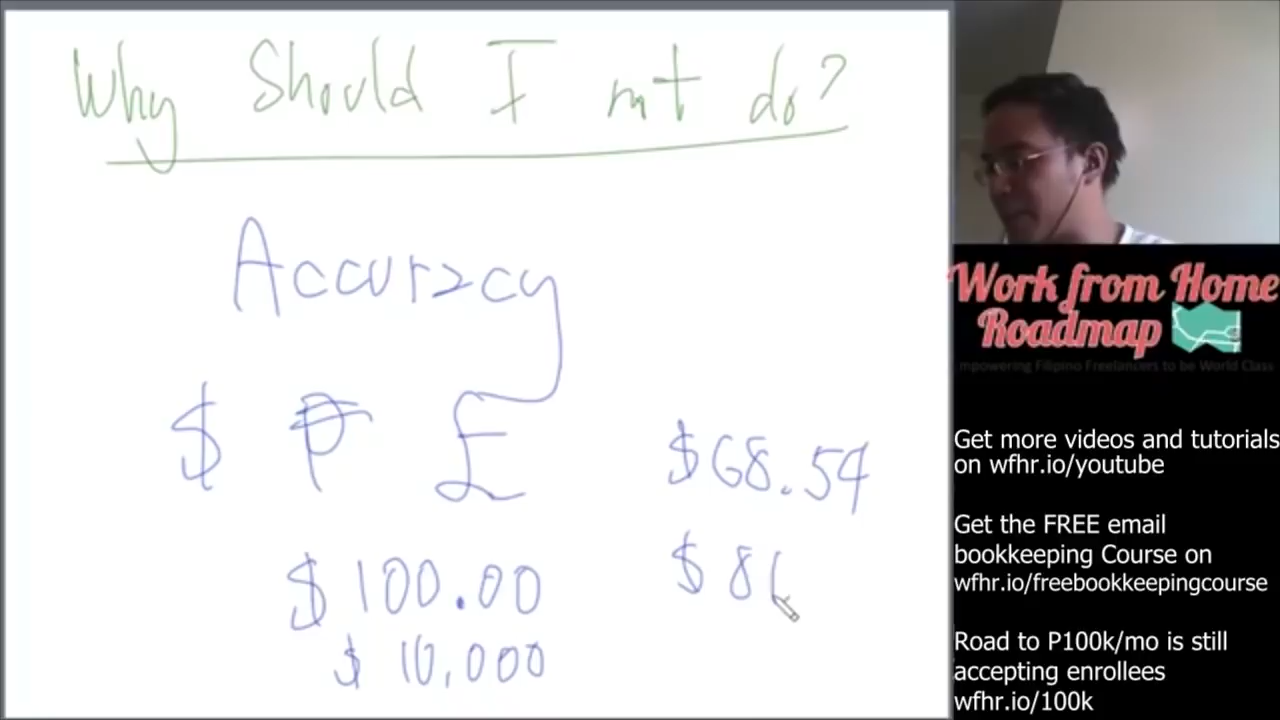 Why Should I not do?
Accuracy
$ ₱ £
$68.54
$100.00
$8
$10,000
Work from Home
Roadmap
empowering Filipino Freelancers to be World Class
Get more videos and tutorials
on wfhr.io/youtube
Get the FREE email
bookkeeping Course on
wfhr.io/freebookkeepingcourse
Road to P100k/mo is still
accepting enrollees
wfhr.io/100k